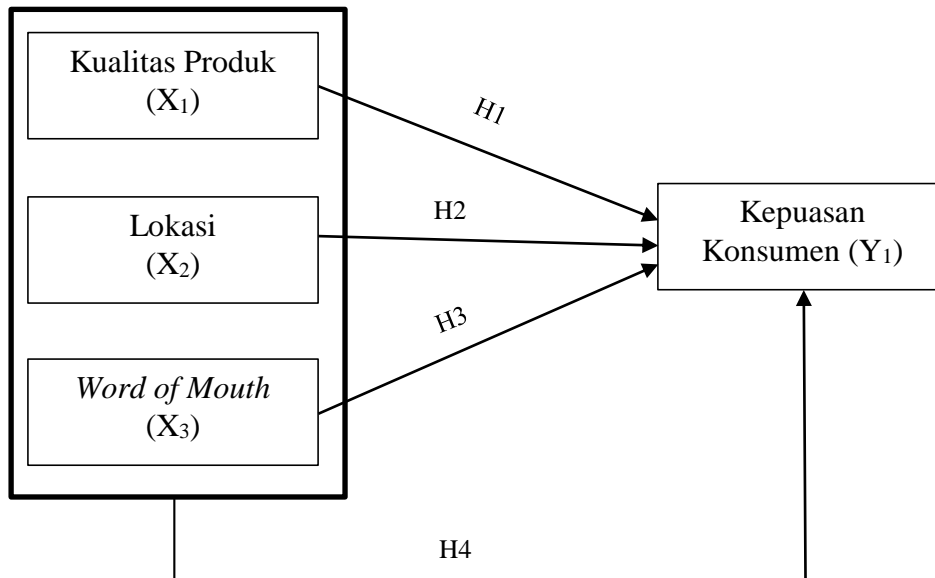 Kualitas Produk
(X₁)
H1
Lokasi
(X₂)
H2
Kepuasan
Konsumen (Y₁)
H3
Word of Mouth
(X₃)
H4